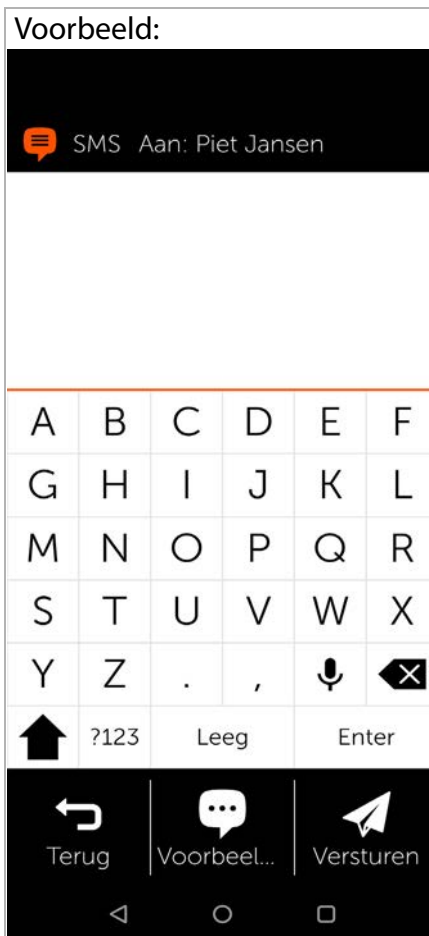 Voorbeeld:
SMS Aan: Piet Jansen
A B C D E F
G H I J K L
M N O P Q R
S T U V W X
Y Z . ,
?123 Leeg Enter
Terug Voorbeel... Versturen